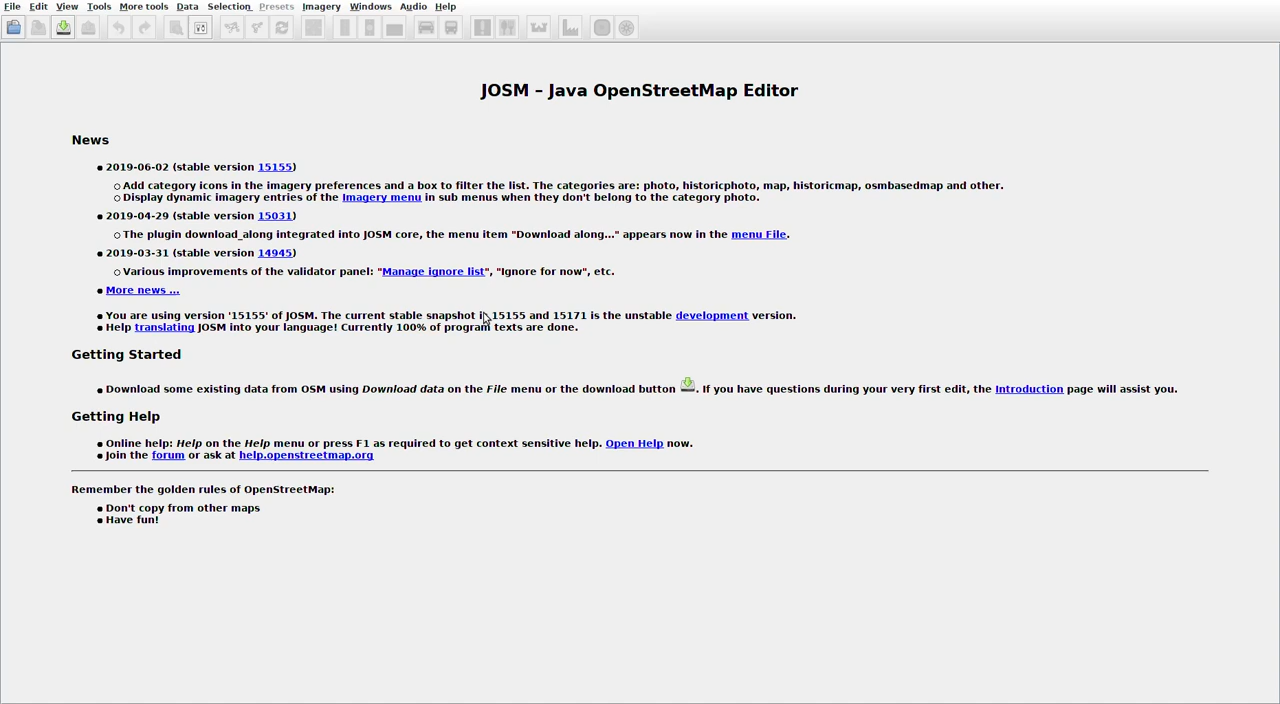 File Edit View Tools More tools Data Selection Presets Imagery Windows Audio Help
JOSM – Java OpenStreetMap Editor
News
2019-06-02 (stable version 15155)
Add category icons in the imagery preferences and a box to filter the list. The categories are: photo, historicphoto, map, historicmap, osmbasedmap and other.
Display dynamic imagery entries of the Imagery menu in sub menus when they don't belong to the category photo.
2019-04-29 (stable version 15031)
The plugin download_along integrated into JOSM core, the menu item "Download along..." appears now in the menu File.
2019-03-31 (stable version 14945)
Various improvements of the validator panel: "Manage ignore list", "Ignore for now", etc.
More news ...
You are using version '15155' of JOSM. The current stable snapshot is 15155 and 15171 is the unstable development version.
Help translating JOSM into your language! Currently 100% of program texts are done.
Getting Started
Download some existing data from OSM using Download data on the File menu or the download button . If you have questions during your very first edit, the Introduction page will assist you.
Getting Help
Online help: Help on the Help menu or press F1 as required to get context sensitive help. Open Help now.
Join the forum or ask at help.openstreetmap.org
Remember the golden rules of OpenStreetMap:
Don't copy from other maps
Have fun!